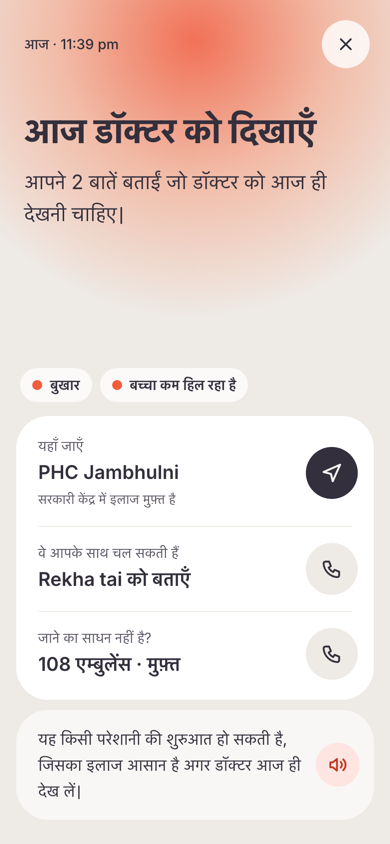 आज · 11:39 pm
आज डॉक्टर को दिखाएँ
आपने 2 बातें बताईं जो डॉक्टर को आज ही
देखनी चाहिए|
बुखार
बच्चा कम हिल रहा है
यहाँ जाएँ
PHC Jambhulni
सरकारी केंद्र में इलाज मुफ़्त है
वे आपके साथ चल सकती हैं
Rekha tai को बताएँ
जाने का साधन नहीं है?
108 एम्बुलेंस · मुफ़्त
यह किसी परेशानी की शुरुआत हो सकती है,
जिसका इलाज आसान है अगर डॉक्टर आज ही
देख लें|